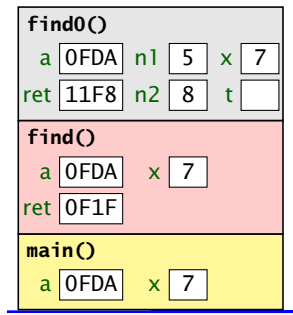 find0()
a 0FDA n1 5 x 7
ret 11F8 n2 8 t
find()
a 0FDA x 7
ret 0F1F
main()
a 0FDA x 7